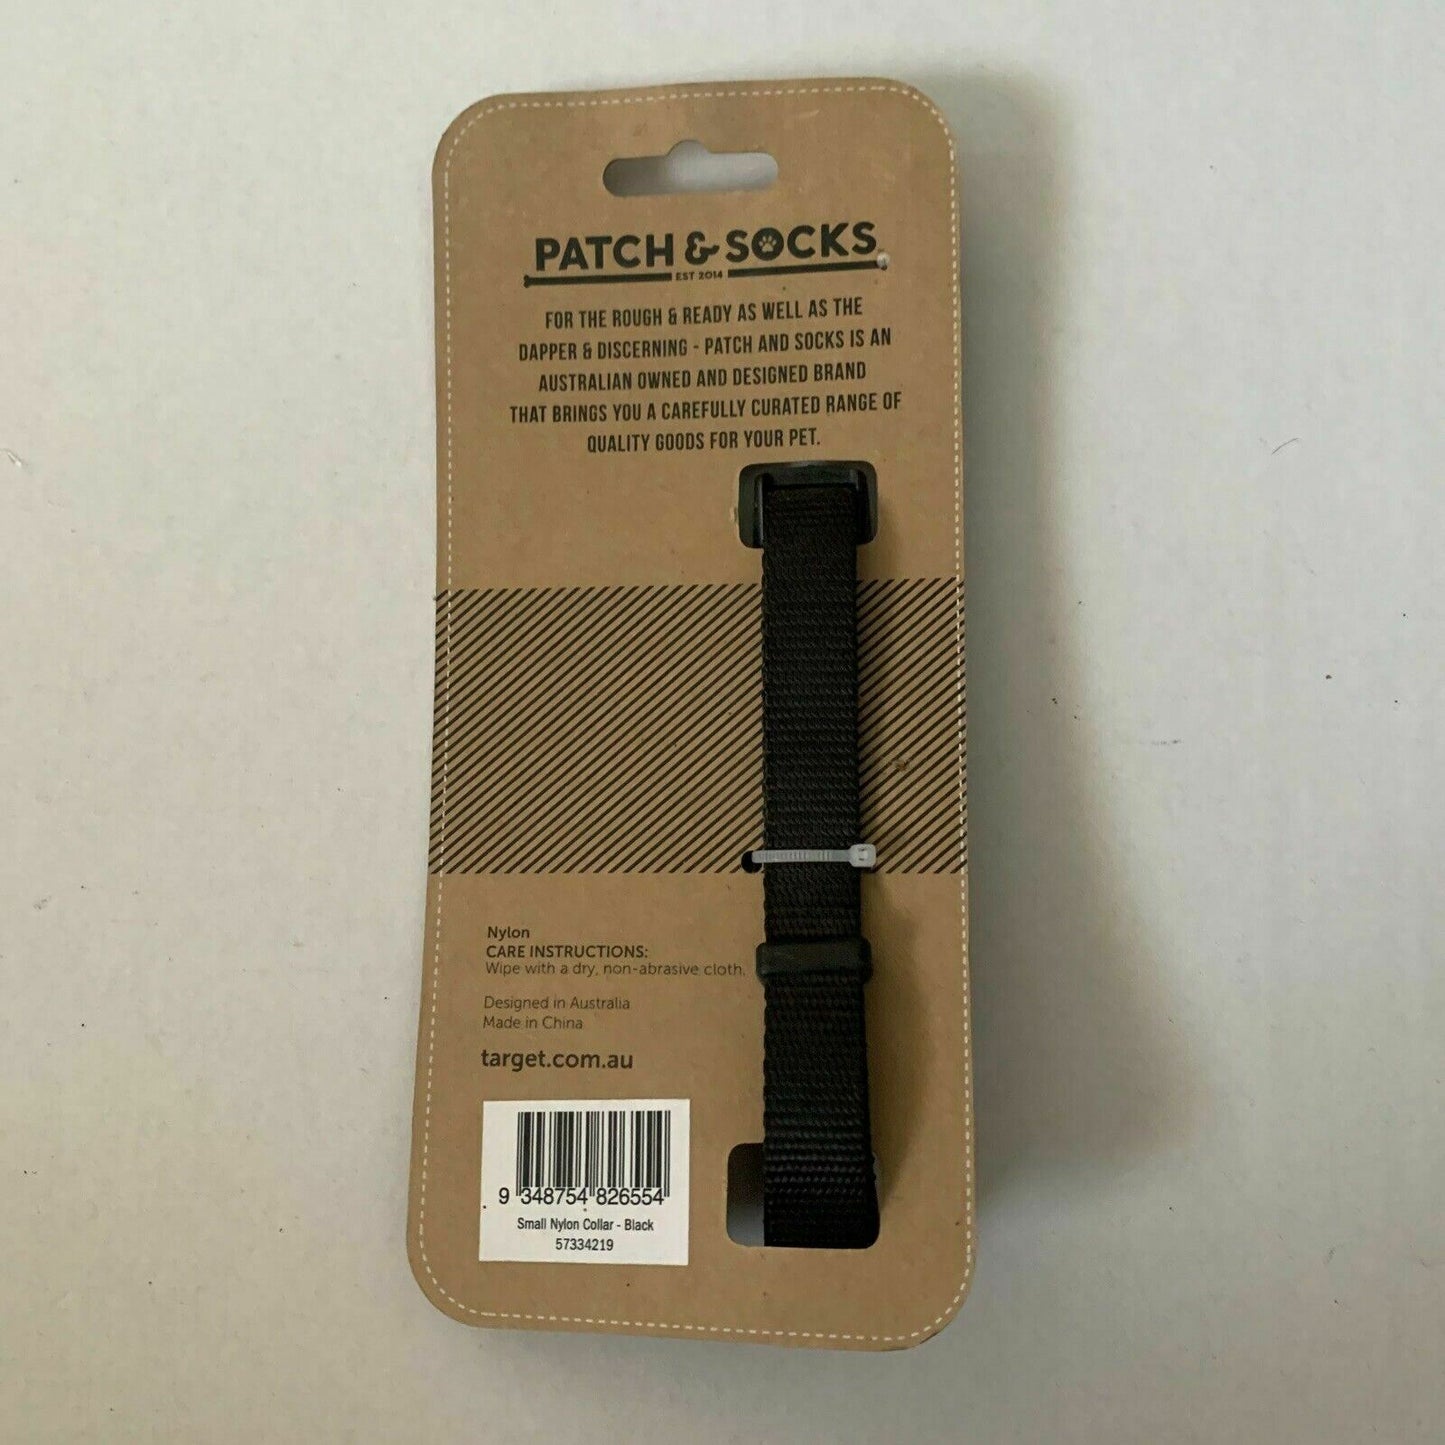 PATCH & SOCKS
EST 2014
FOR THE ROUGH & READY AS WELL AS THE
DAPPER & DISCERNING - PATCH AND SOCKS IS AN
AUSTRALIAN OWNED AND DESIGNED BRAND
THAT BRINGS YOU A CAREFULLY CURATED RANGE OF
QUALITY GOODS FOR YOUR PET.
Nylon
CARE INSTRUCTIONS:
Wipe with a dry, non-abrasive cloth.
Designed in Australia
Made in China
target.com.au
9 348754 826554
Small Nylon Collar - Black
57334219